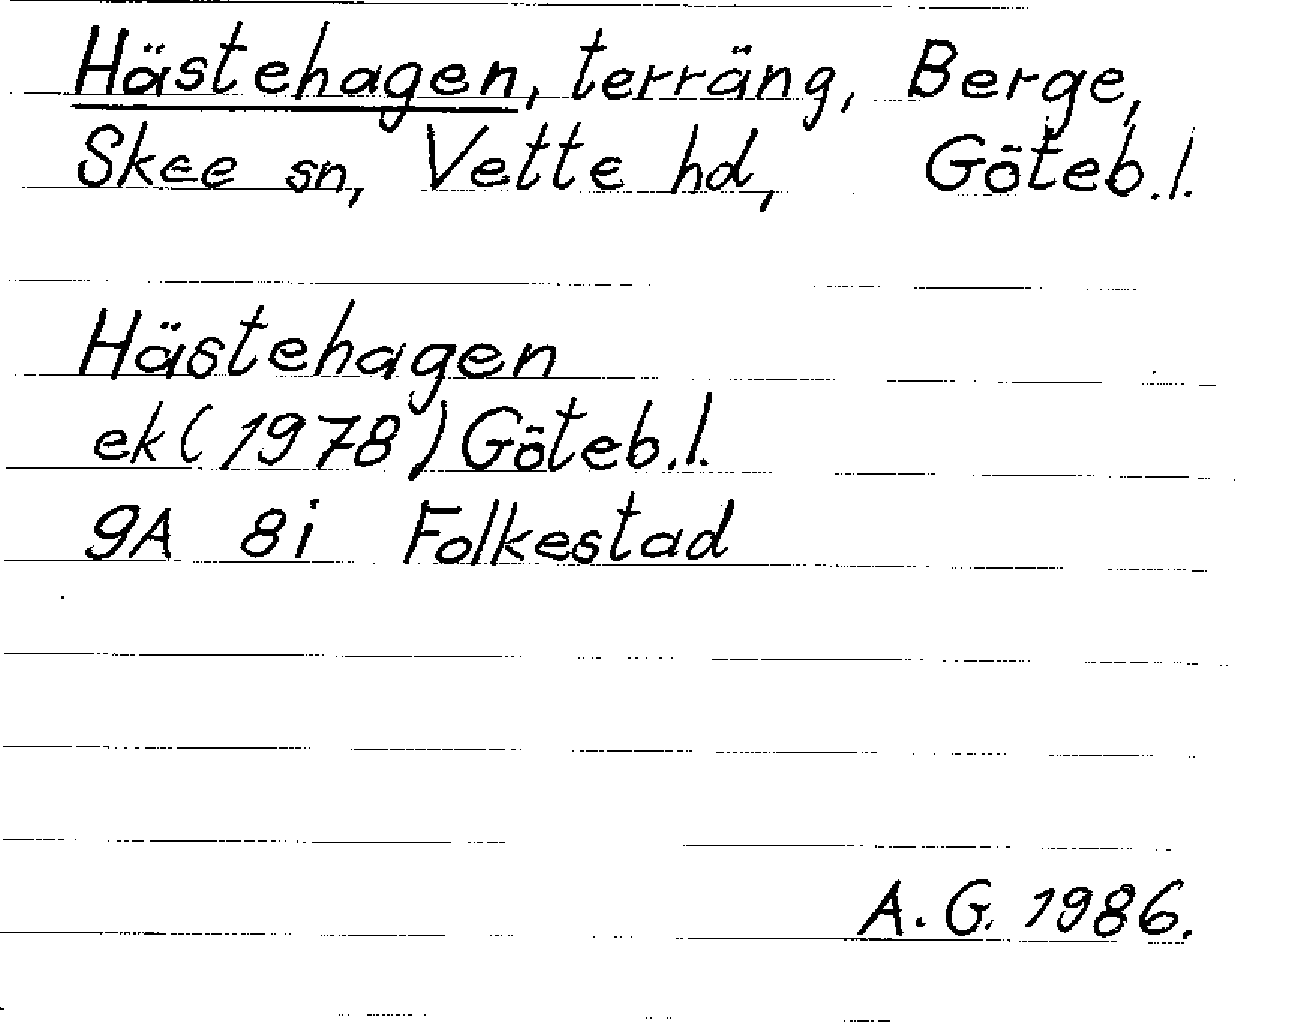 Hästehagen, terräng, Berge,
Skee sn, Vette hd, Göteb.l.
Hästehagen
ek (1978) Göteb.l.
9A 8i Folkestad
A.G. 1986.